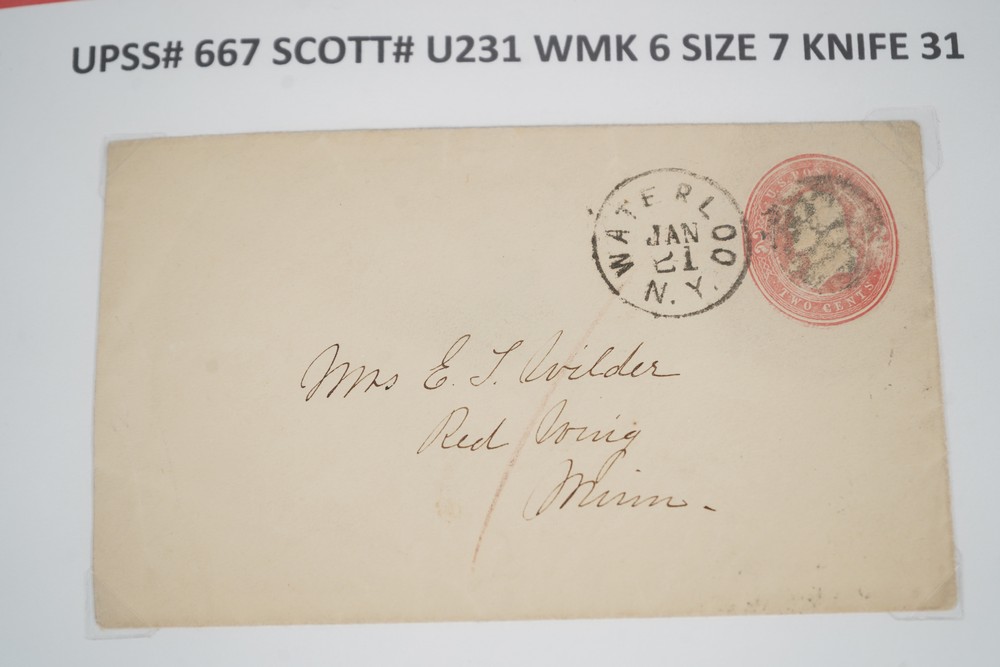 UPSS# 667 SCOTT# U231 WMK 6 SIZE 7 KNIFE 31
WATERLOO
JAN
21
N.Y.
U.S. PO
TWO CENTS
Mrs E. T. Wilder
Red Wing
Minn.